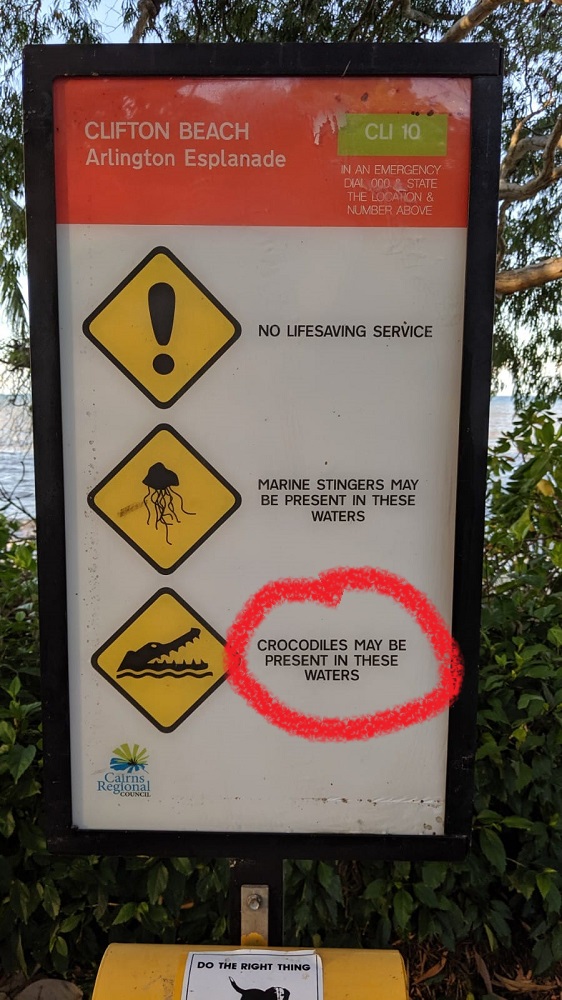 CLIFTON BEACH
Arlington Esplanade
CLI 10
IN AN EMERGENCY
DIAL 000 & STATE
THE LOCATION &
NUMBER ABOVE
NO LIFESAVING SERVICE
MARINE STINGERS MAY
BE PRESENT IN THESE
WATERS
CROCODILES MAY BE
PRESENT IN THESE
WATERS
Cairns
Regional
COUNCIL
DO THE RIGHT THING